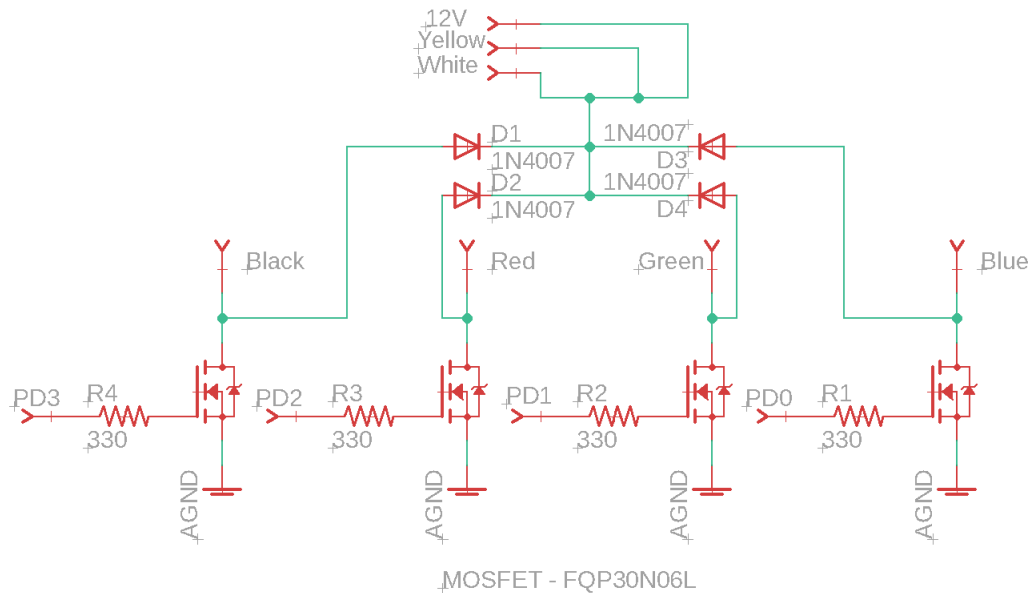 12V
Yellow
White
D1
1N4007
1N4007
D3
D2
1N4007
1N4007
D4
Black
Red
Green
Blue
PD3
R4
330
PD2
R3
330
PD1
R2
330
PD0
R1
330
AGND
AGND
AGND
AGND
MOSFET - FQP30N06L